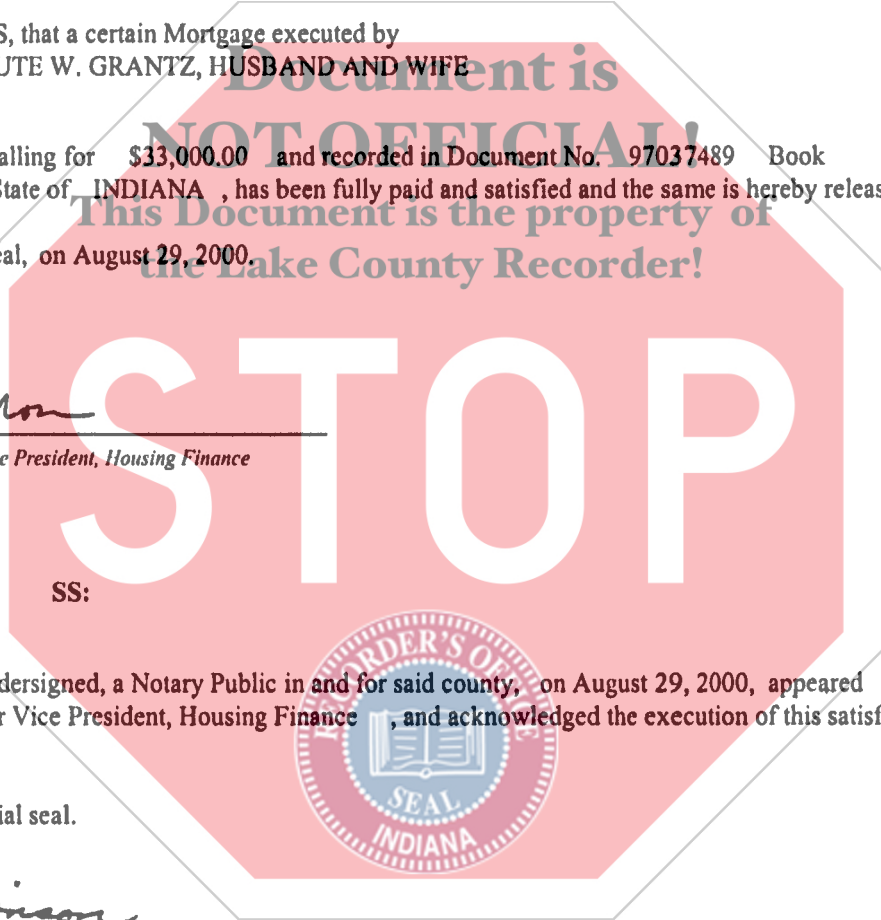 S, that a certain Mortgage executed by
UTE W. GRANTZ, HUSBAND AND WIFE
Document is
NOT OFFICIAL!
alling for $33,000.00 and recorded in Document No. 97037489 Book
State of INDIANA , has been fully paid and satisfied and the same is hereby releas
This Document is the property of
eal, on August 29, 2000.
the Lake County Recorder!
STOP
c President, Housing Finance
SS:
dersigned, a Notary Public in and for said county, on August 29, 2000, appeared
r Vice President, Housing Finance , and acknowledged the execution of this satisf
RECORDER'S OFFICE
SEAL
INDIANA
ial seal.